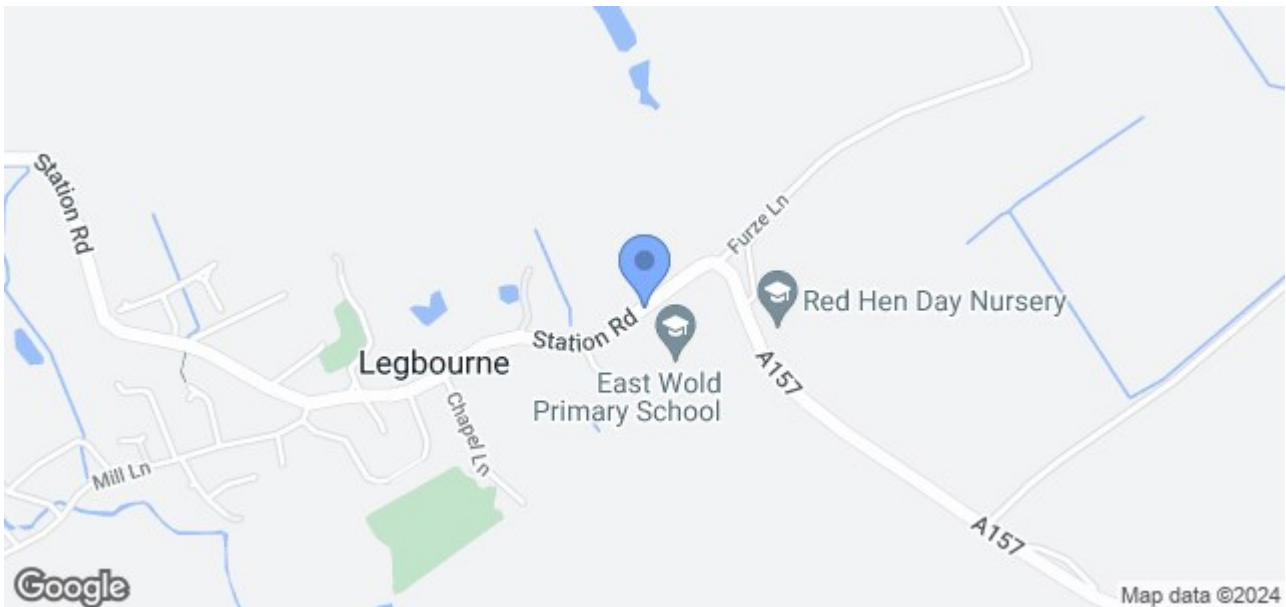 Station Rd
Furze Ln
Red Hen Day Nursery
Station Rd
Legbourne
East Wold
Primary School
A157
Chapel Ln
Mill Ln
A157
Google
Map data ©2024